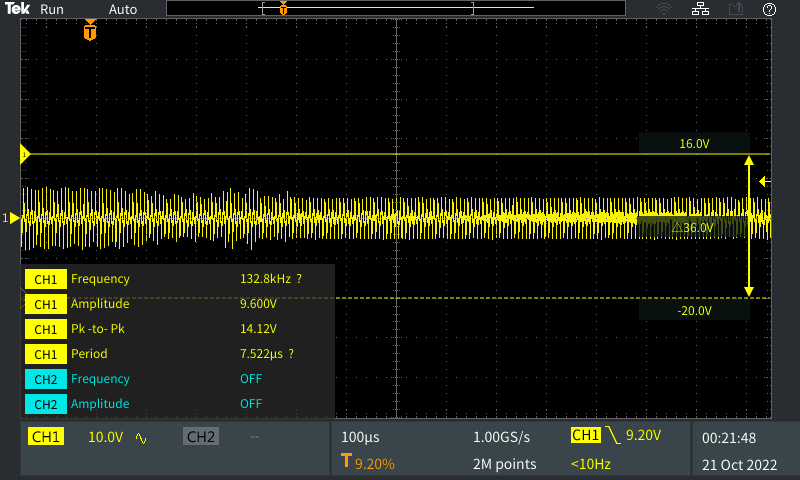 Tek Run Auto
T
T
16.0V
1
1
△36.0V
-20.0V
CH1 Frequency 132.8kHz ?
CH1 Amplitude 9.600V
CH1 Pk -to- Pk 14.12V
CH1 Period 7.522µs ?
CH2 Frequency OFF
CH2 Amplitude OFF
CH1 10.0V CH2 -- 100µs 1.00GS/s CH1 9.20V 00:21:48
T 9.20% 2M points <10Hz 21 Oct 2022